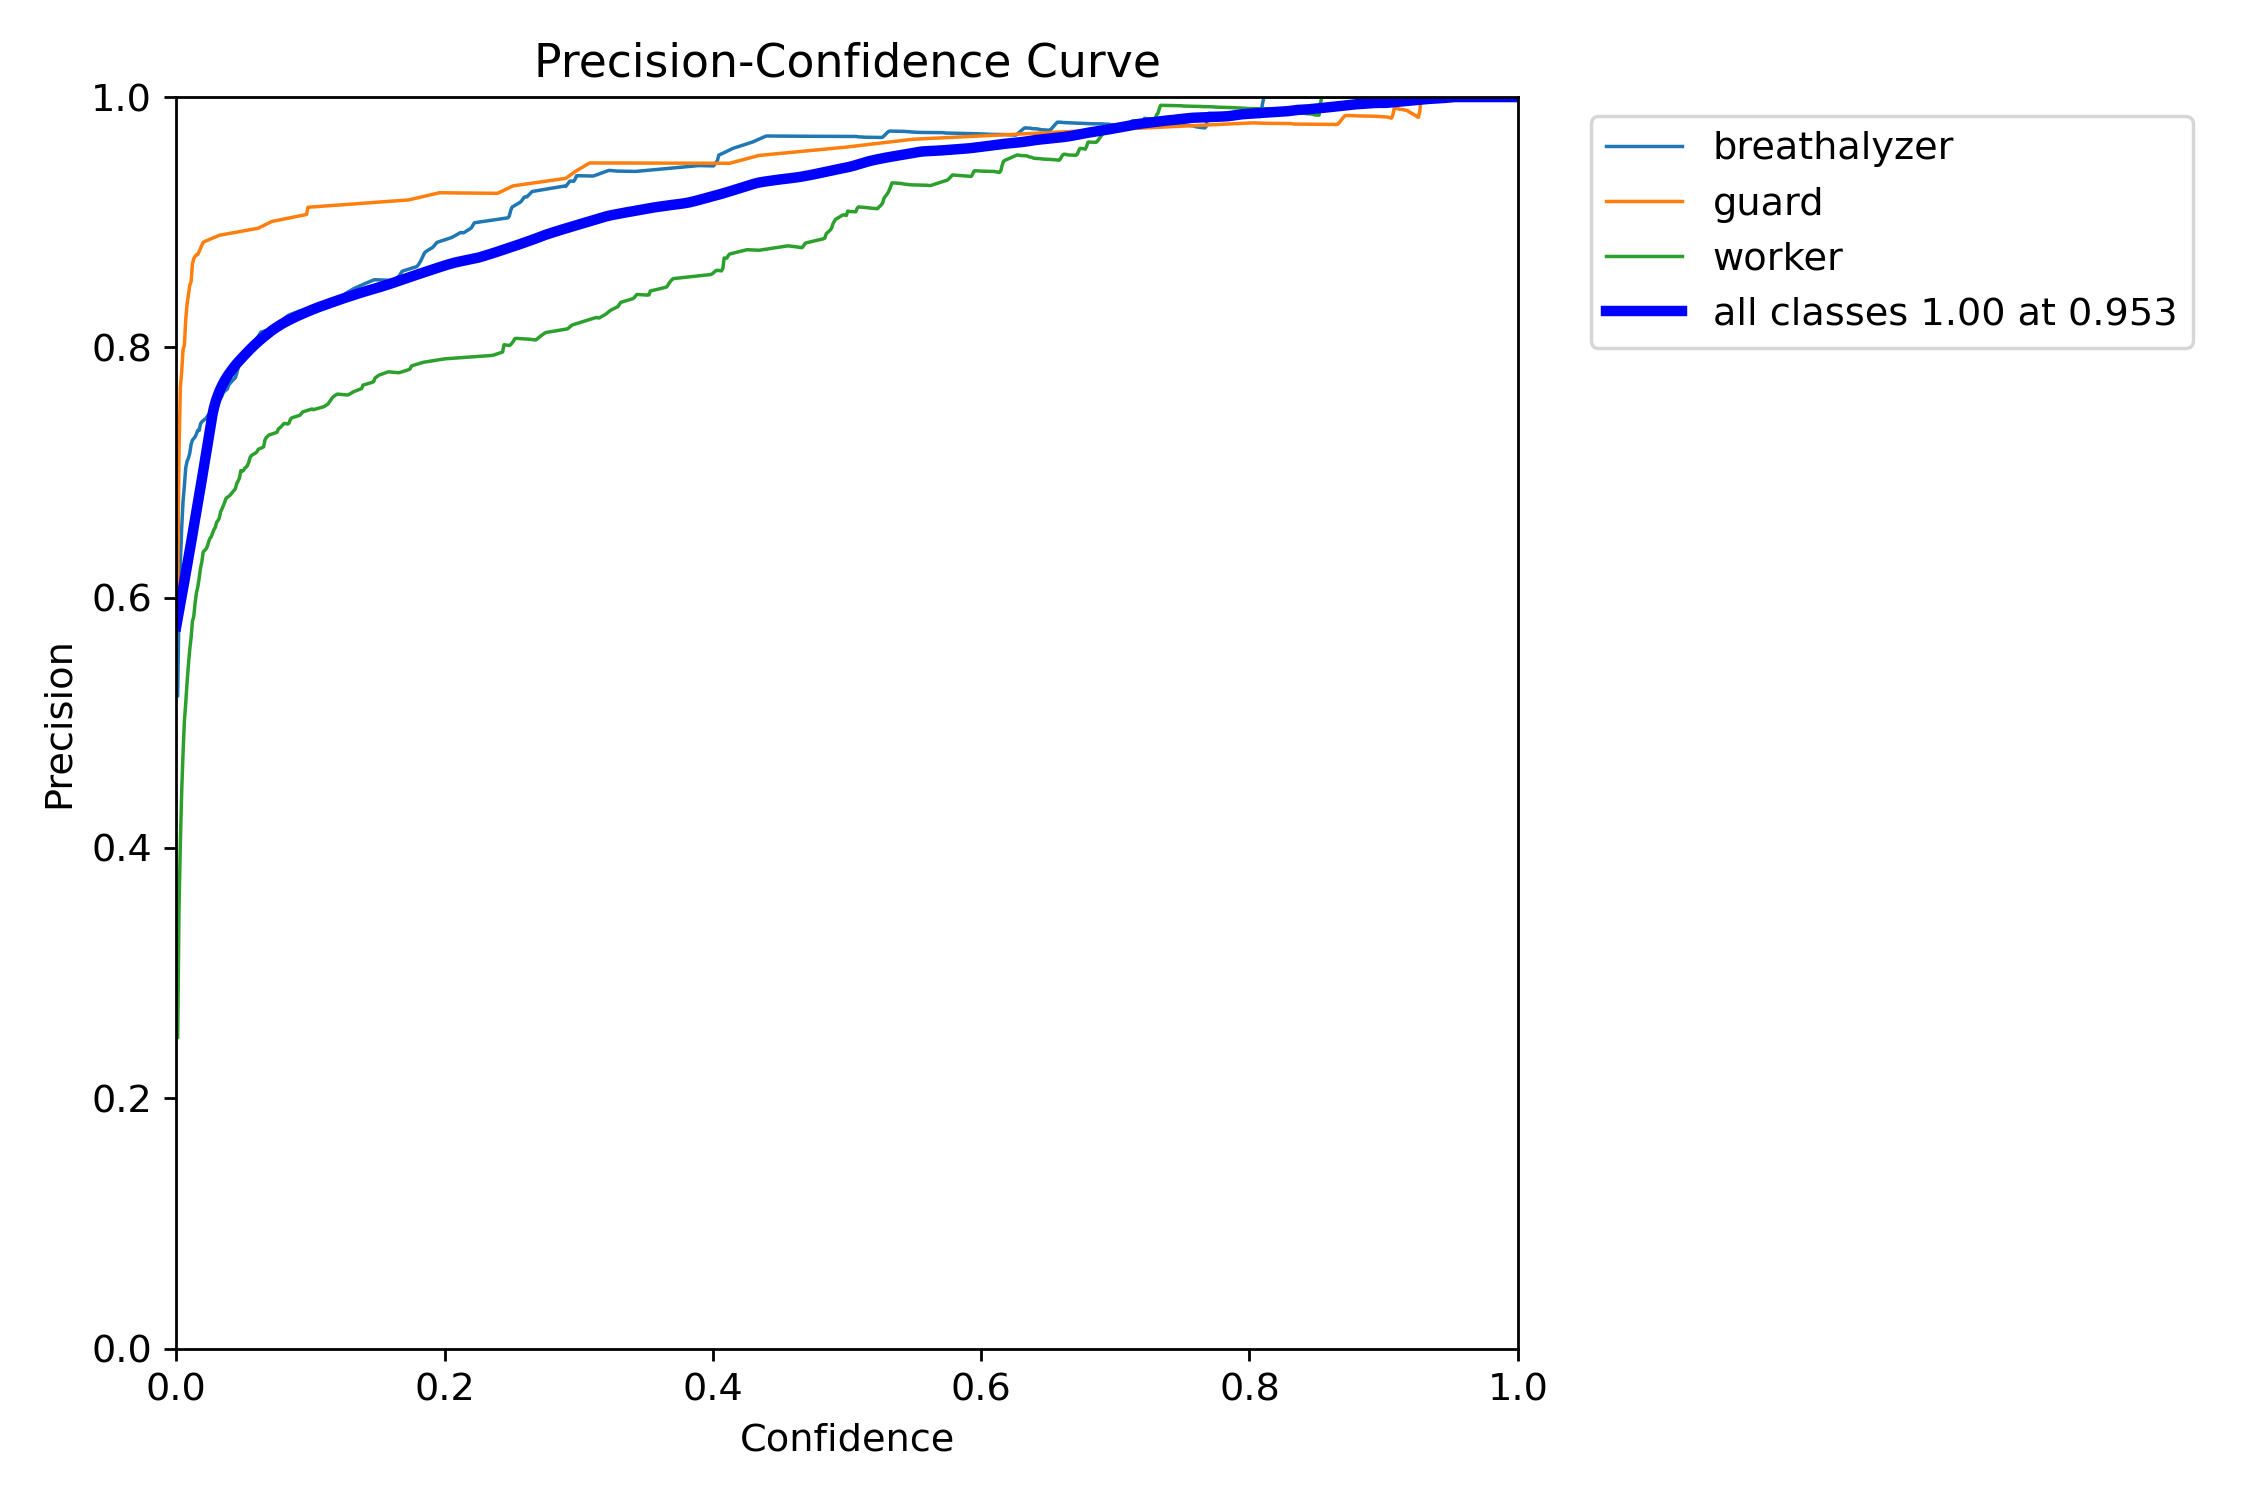 Precision-Confidence Curve
1.0
0.8
0.6
0.4
0.2
0.0
Precision
0.0 0.2 0.4 0.6 0.8 1.0
Confidence
breathalyzer
guard
worker
all classes 1.00 at 0.953